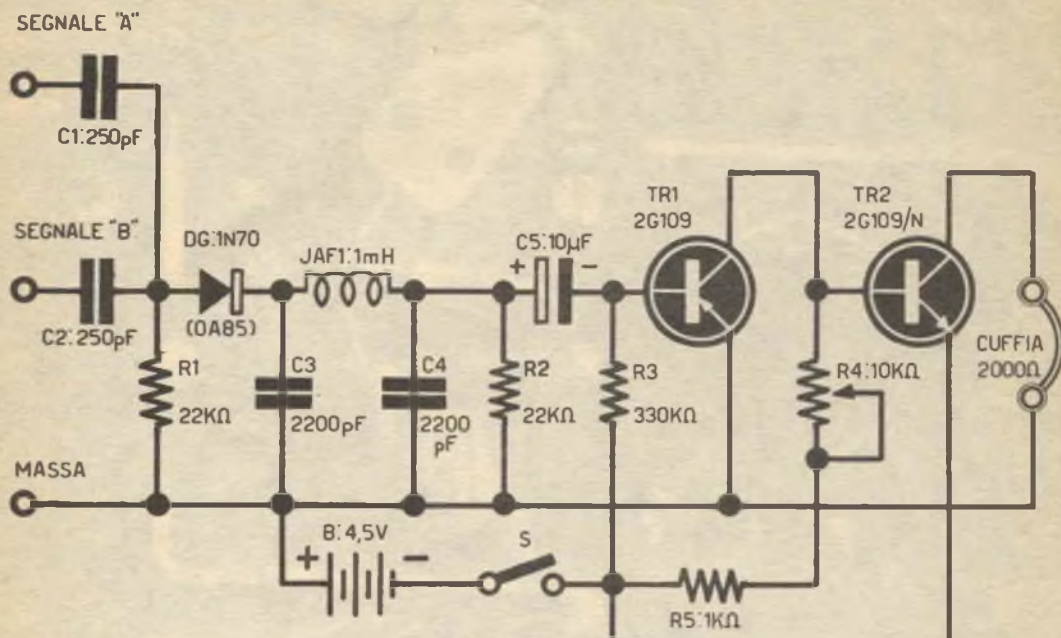 SEGNALE "A"
C1:250pF
SEGNALE "B"
C2:250pF
DG:1N70
(OA85)
JAF1:1mH
C5:10µF
+ -
TR1
2G109
TR2
2G109/N
CUFFIA
2000Ω
R1
22KΩ
C3
2200pF
C4
2200
pF
R2
22KΩ
R3
330KΩ
R4:10KΩ
MASSA
B:4,5V
+ -
S
R5:1KΩ